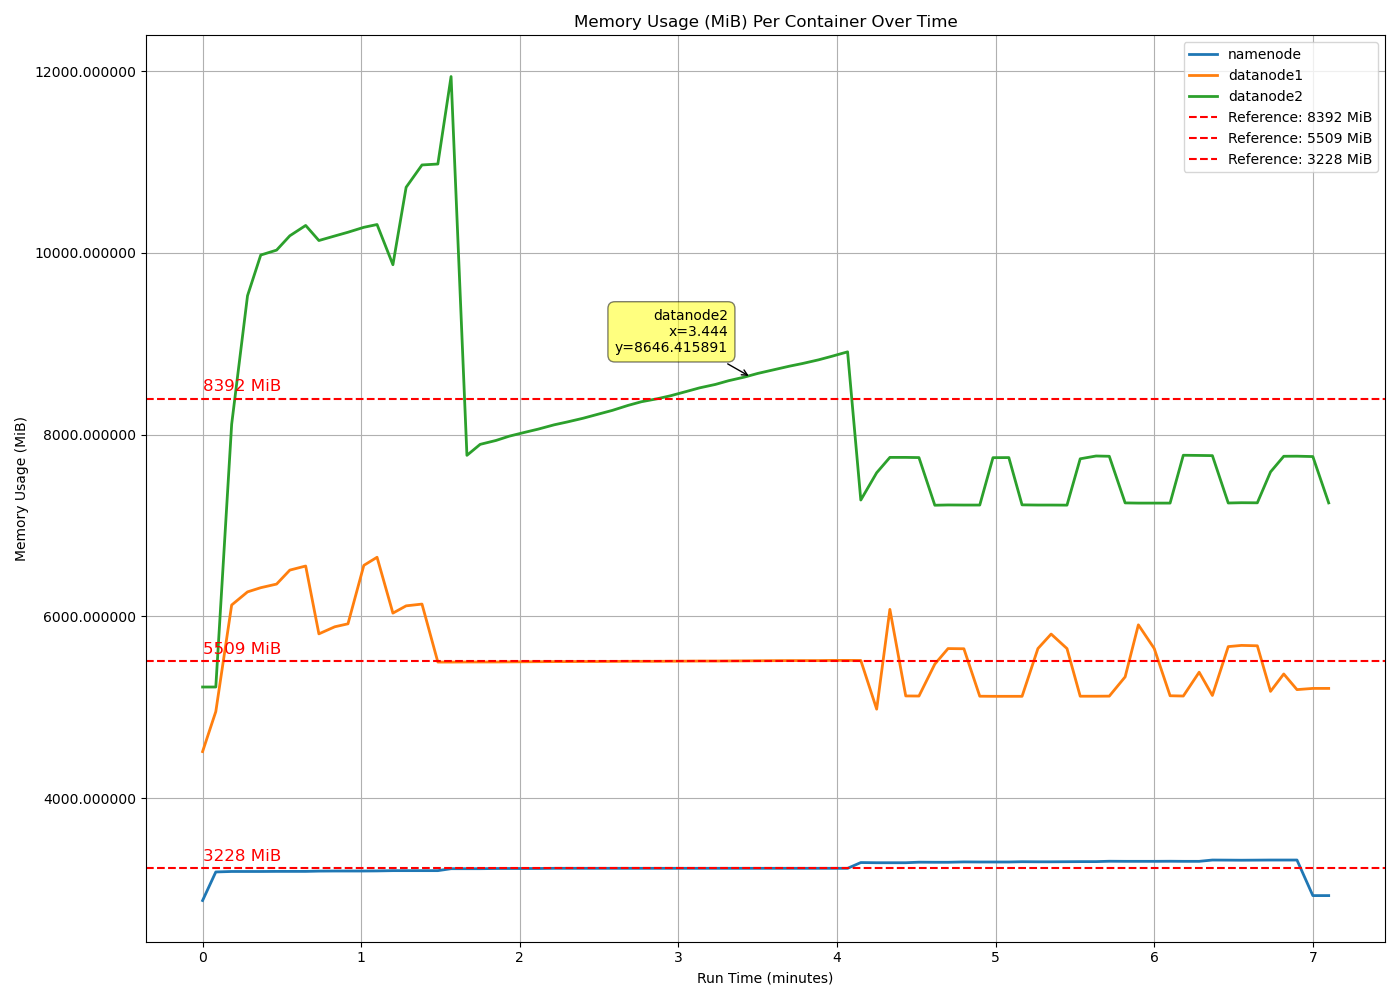 Memory Usage (MiB) Per Container Over Time
Memory Usage (MiB)
12000.000000
10000.000000
8000.000000
6000.000000
4000.000000
namenode
datanode1
datanode2
Reference: 8392 MiB
Reference: 5509 MiB
Reference: 3228 MiB
datanode2
x=3.444
y=8646.415891
8392 MiB
5509 MiB
3228 MiB
0 1 2 3 4 5 6 7
Run Time (minutes)